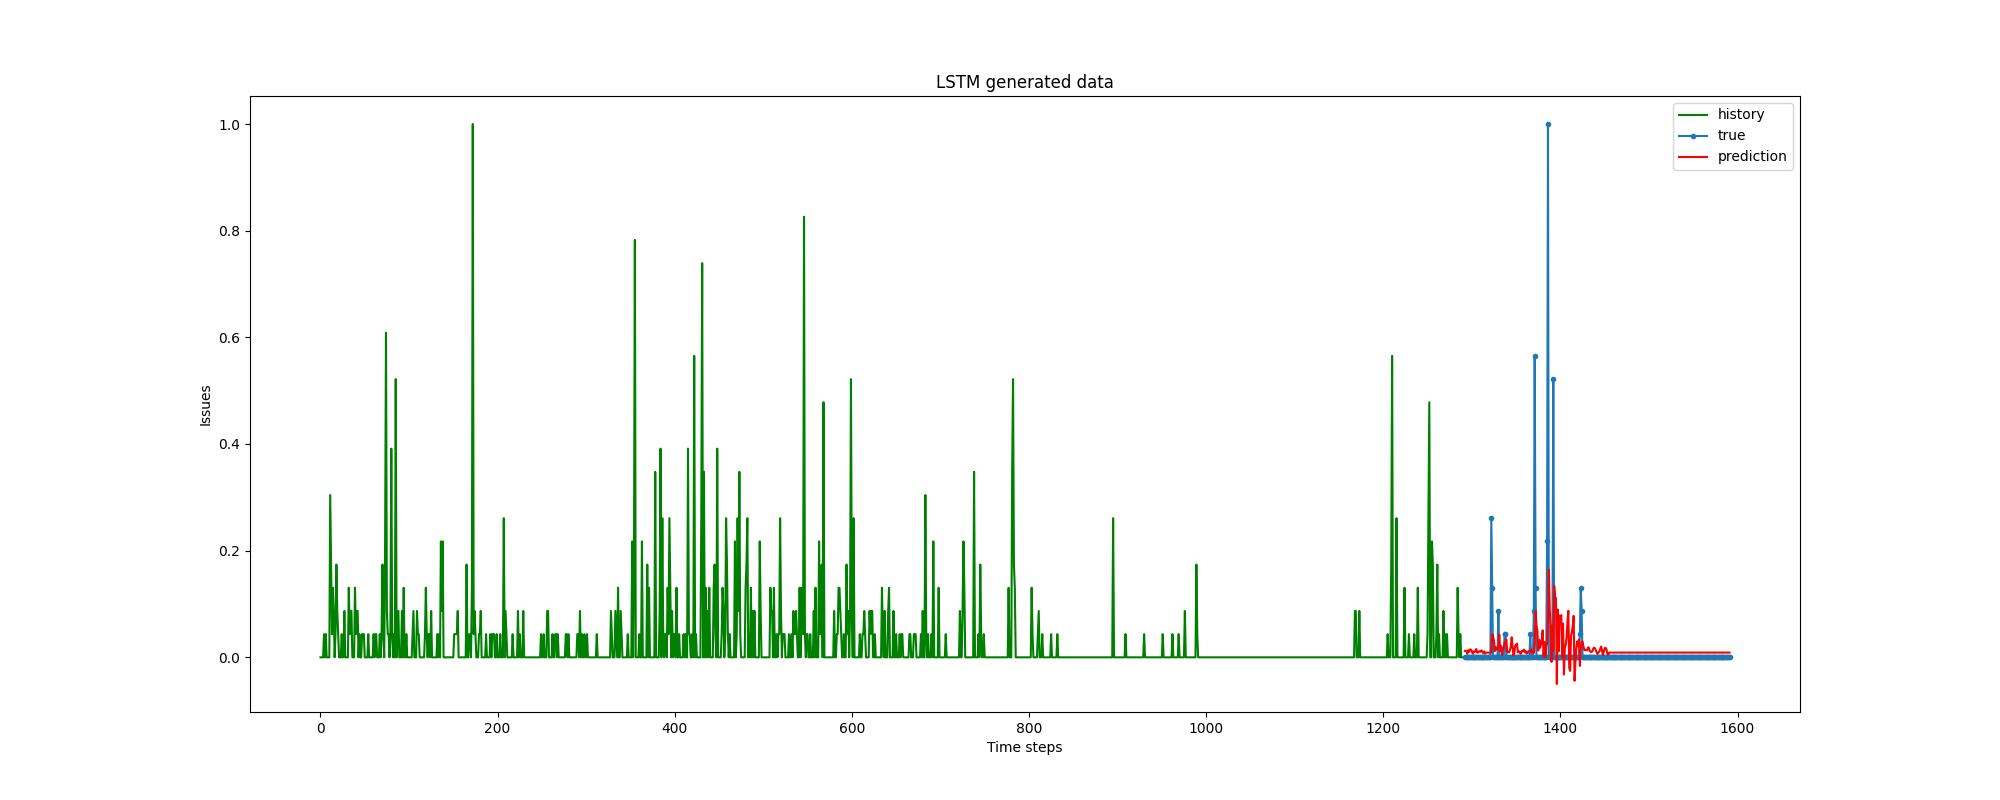 LSTM generated data
history
true
prediction
1.0
0.8
0.6
0.4
0.2
0.0
Issues
0 200 400 600 800 1000 1200 1400 1600
Time steps